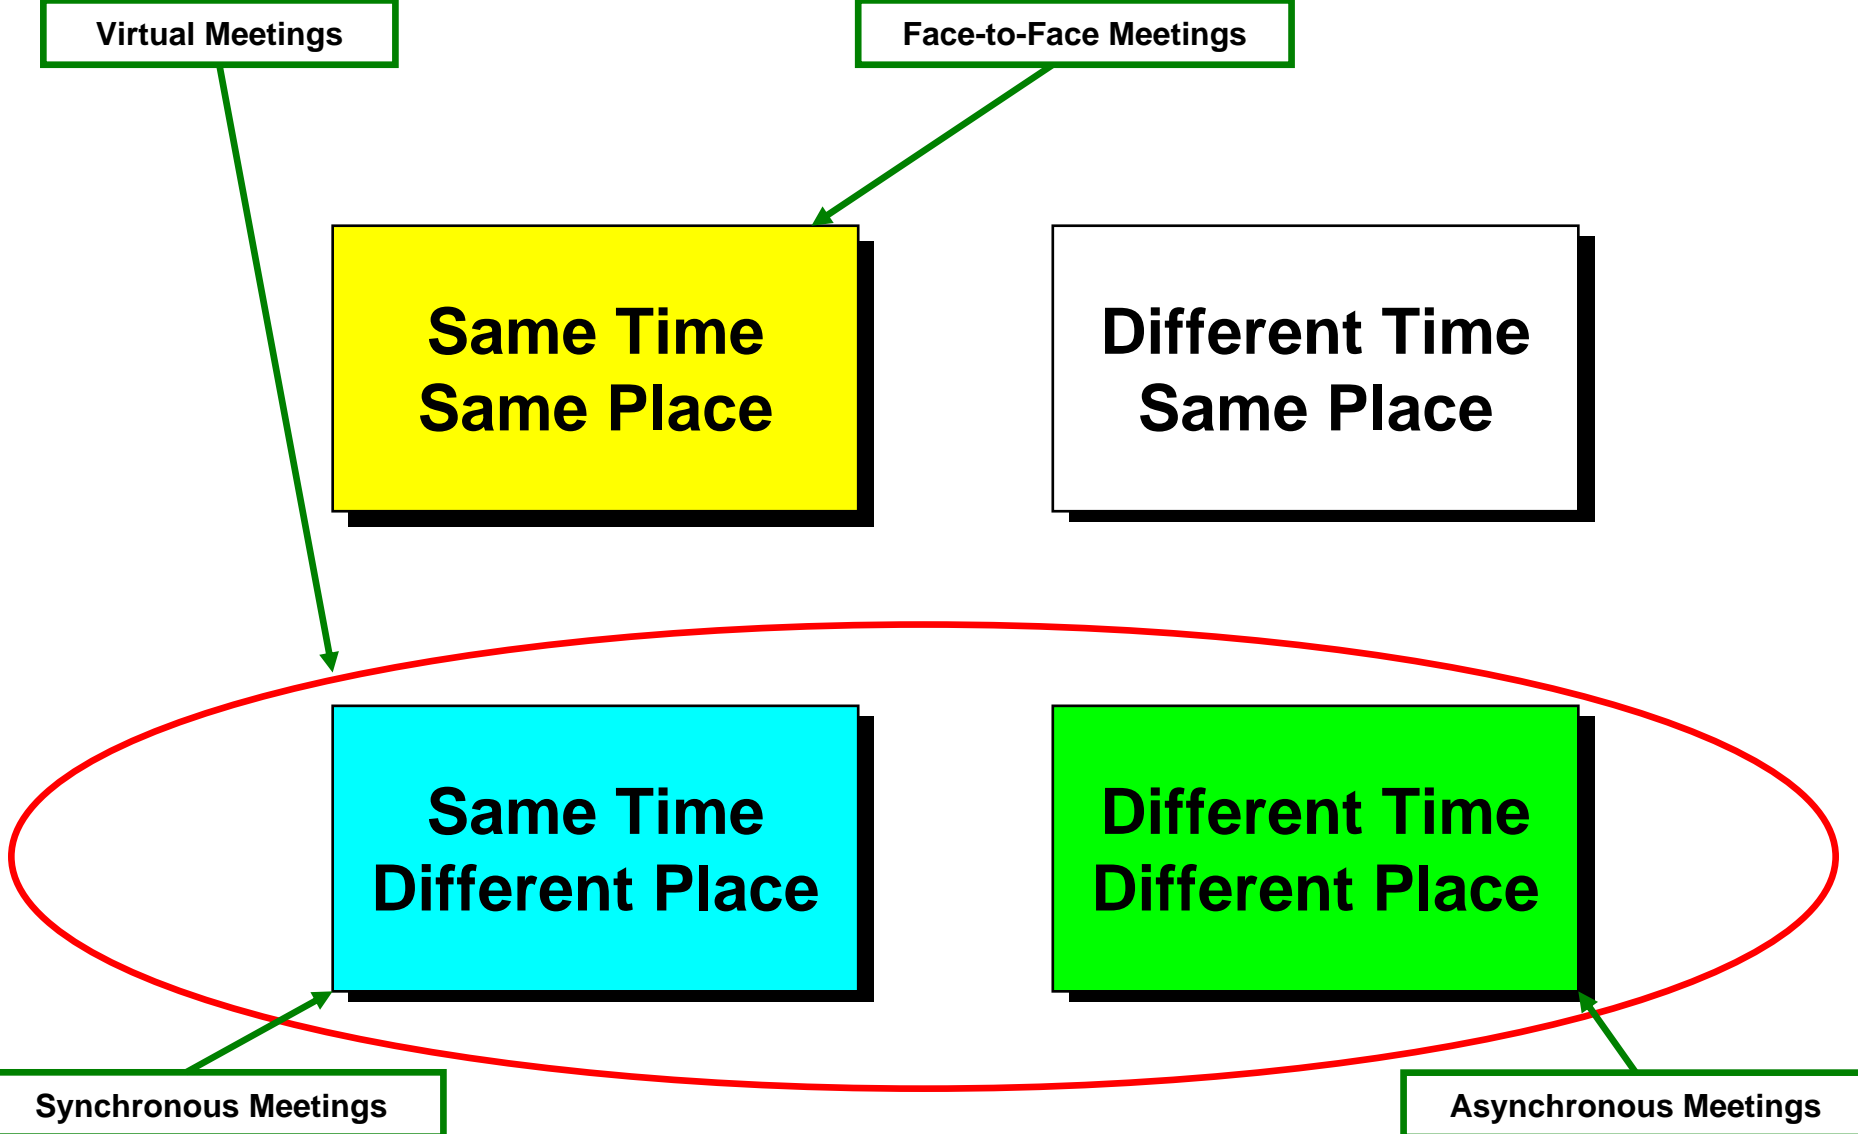 Virtual Meetings
Face-to-Face Meetings
Same Time
Same Place
Different Time
Same Place
Same Time
Different Place
Different Time
Different Place
Synchronous Meetings
Asynchronous Meetings